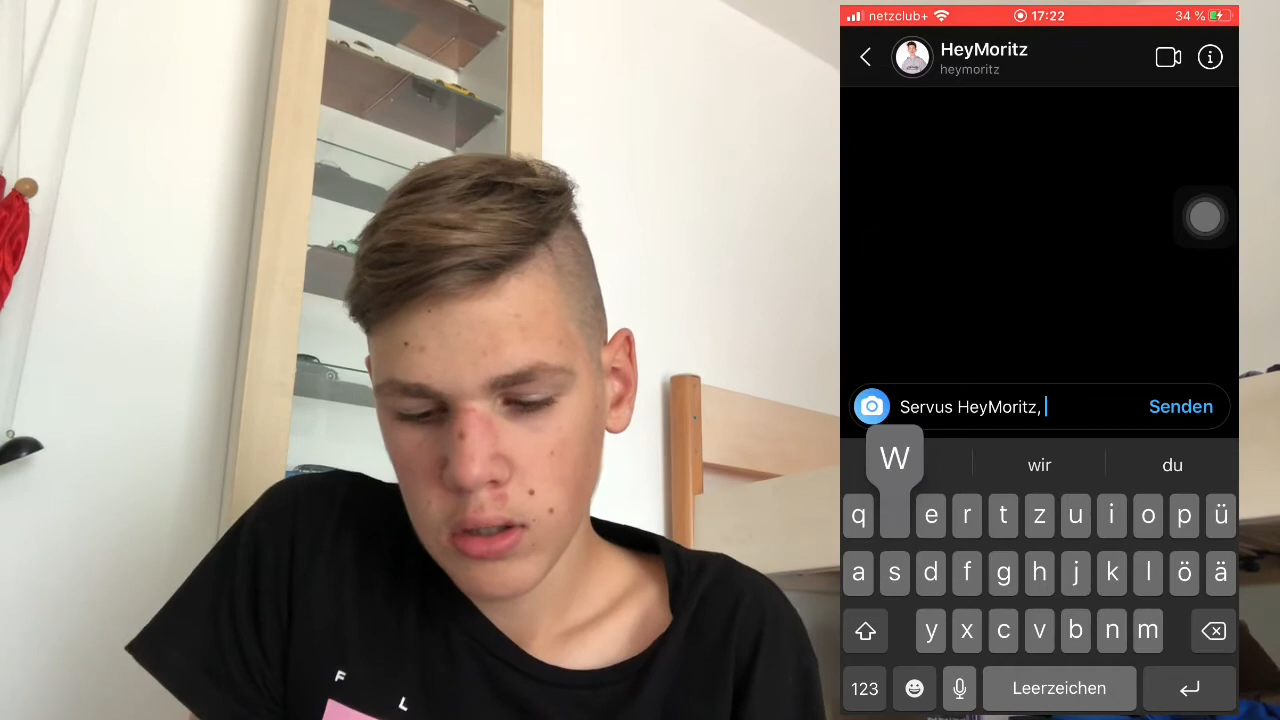 F
L
netzclub+ 17:22 34 %
HeyMoritz
heymoritz
Servus HeyMoritz, Senden
W
wir du
q e r t z u i o p ü
a s d f g h j k l ö ä
y x c v b n m
123 Leerzeichen